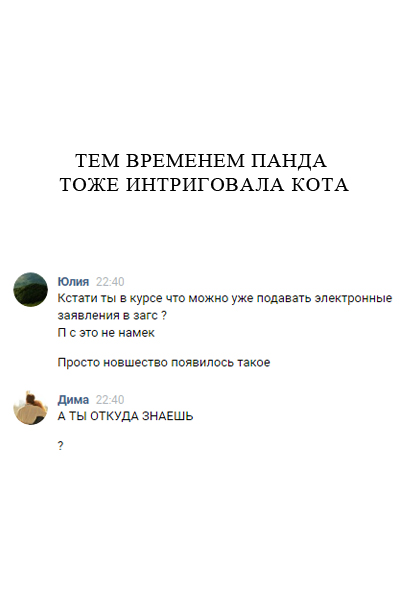 ТЕМ ВРЕМЕНЕМ ПАНДА
ТОЖЕ ИНТРИГОВАЛА КОТА
Юлия 22:40
Кстати ты в курсе что можно уже подавать электронные
заявления в загс ?
П с это не намек
Просто новшество появилось такое
Дима 22:40
А ТЫ ОТКУДА ЗНАЕШЬ
?